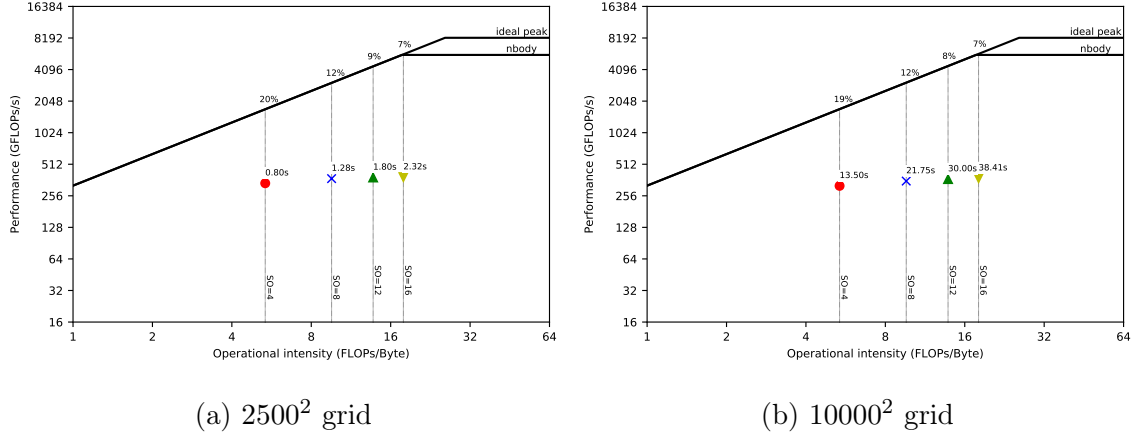 16384
8192
4096
2048
1024
512
256
128
64
32
16
Performance (GFLOPs/s)
ideal peak
nbody
20%
12%
9%
7%
0.80s
1.28s
1.80s
2.32s
SO=4
SO=8
SO=12
SO=16
1 2 4 8 16 32 64
Operational intensity (FLOPs/Byte)
(a) 2500² grid
16384
8192
4096
2048
1024
512
256
128
64
32
16
Performance (GFLOPs/s)
ideal peak
nbody
19%
12%
8%
7%
13.50s
21.75s
30.00s
38.41s
SO=4
SO=8
SO=12
SO=16
1 2 4 8 16 32 64
Operational intensity (FLOPs/Byte)
(b) 10000² grid